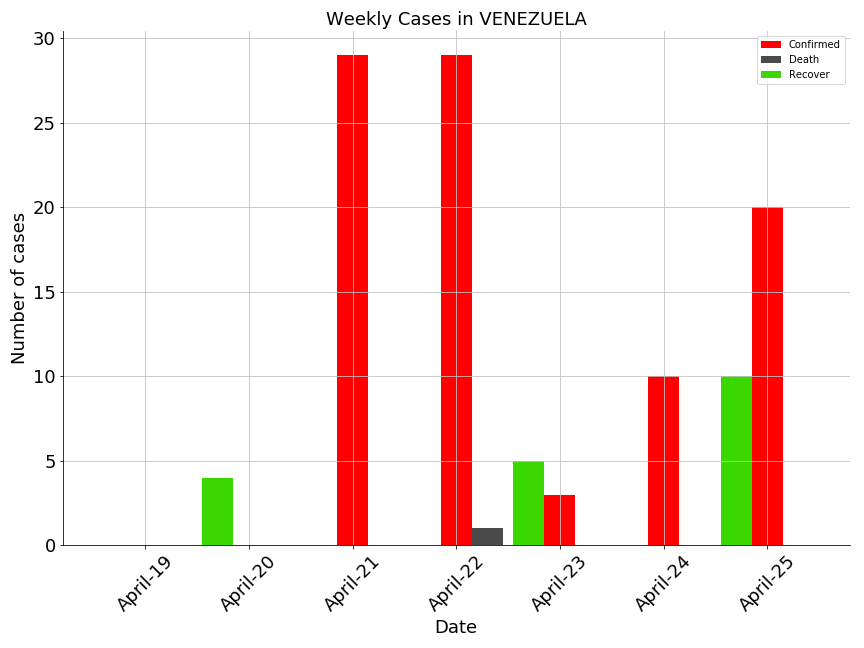 Weekly Cases in VENEZUELA
Confirmed
Death
Recover
Number of cases
30
25
20
15
10
5
0
April-19
April-20
April-21
April-22
April-23
April-24
April-25
Date